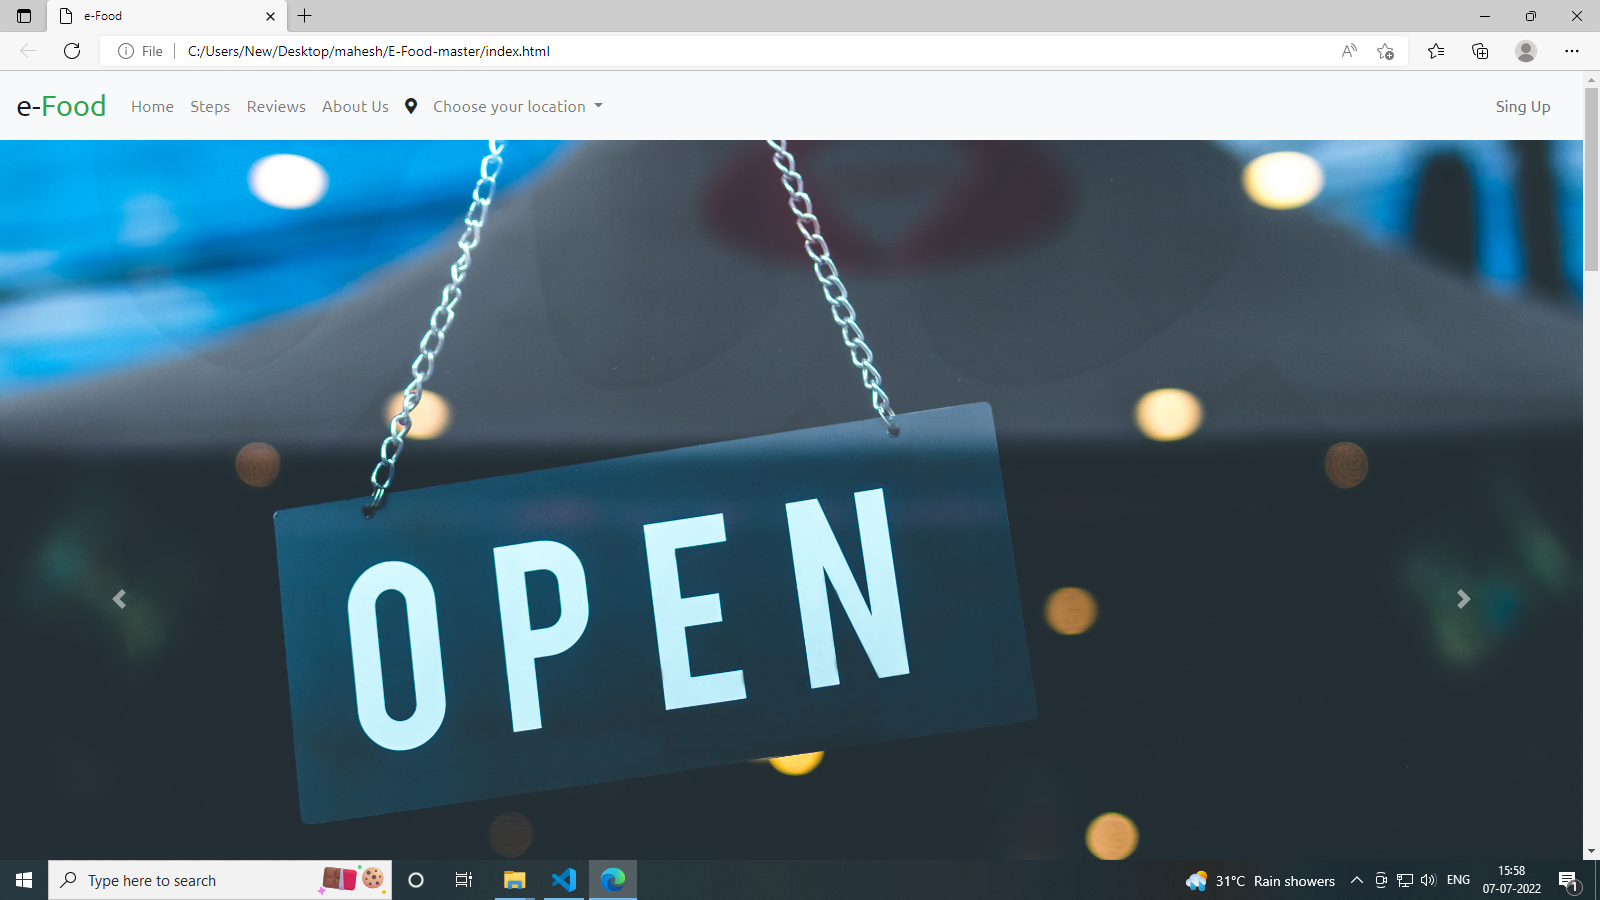 e-Food
File
C:/Users/New/Desktop/mahesh/E-Food-master/index.html
e-Food
Home
Steps
Reviews
About Us
Choose your location
Sing Up
OPEN
Type here to search
31°C Rain showers
ENG
15:58
07-07-2022
1